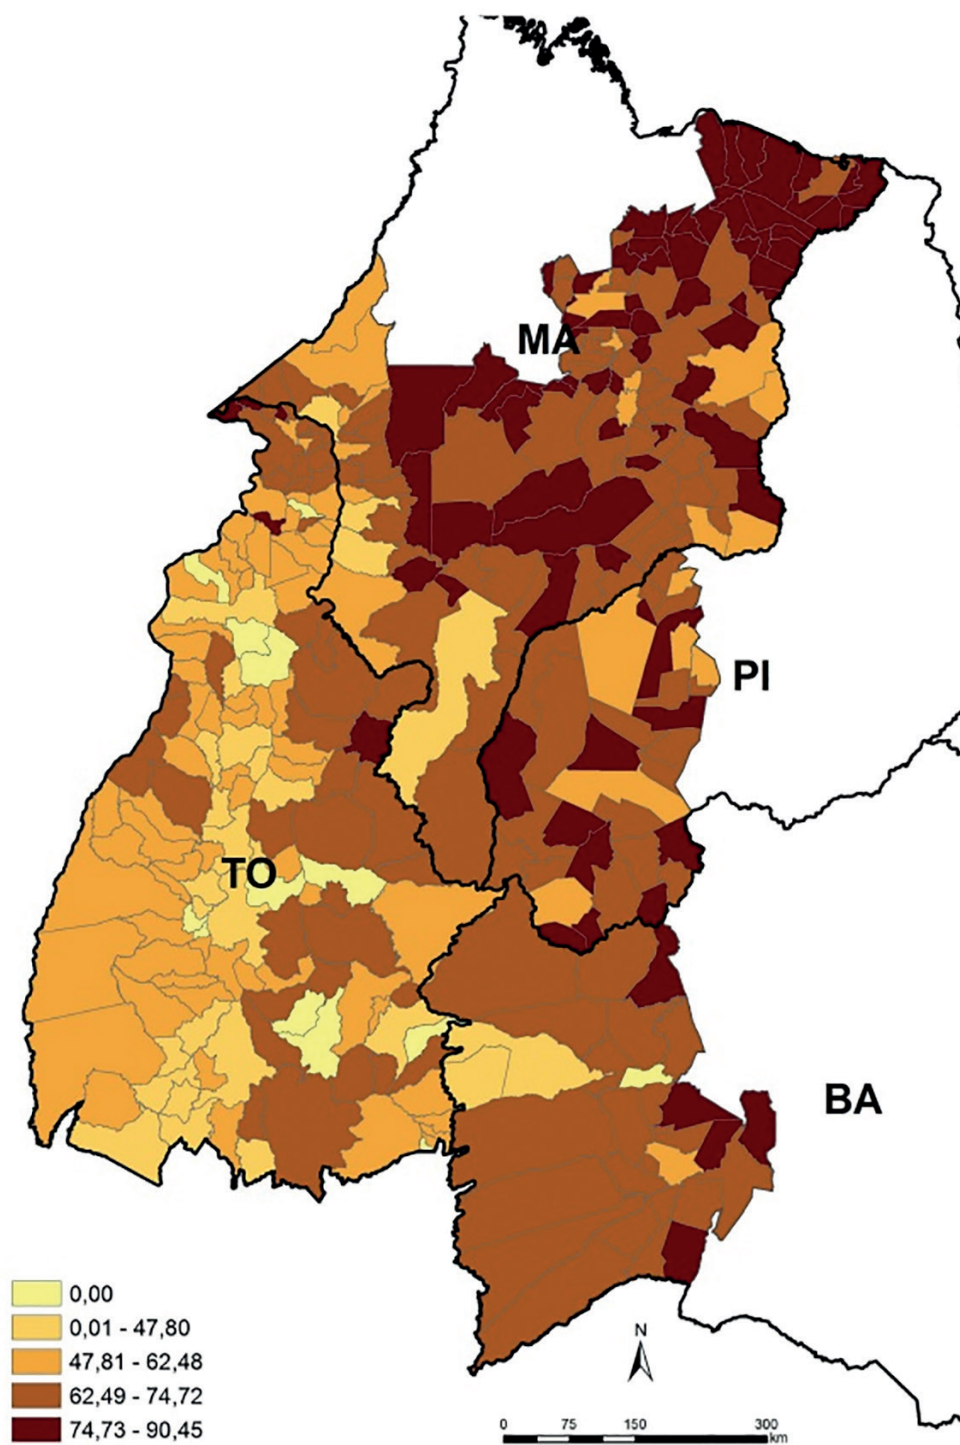 MA
PI
TO
BA
0,00
0,01 - 47,80
47,81 - 62,48
62,49 - 74,72
74,73 - 90,45
N
0 75 150 300
km